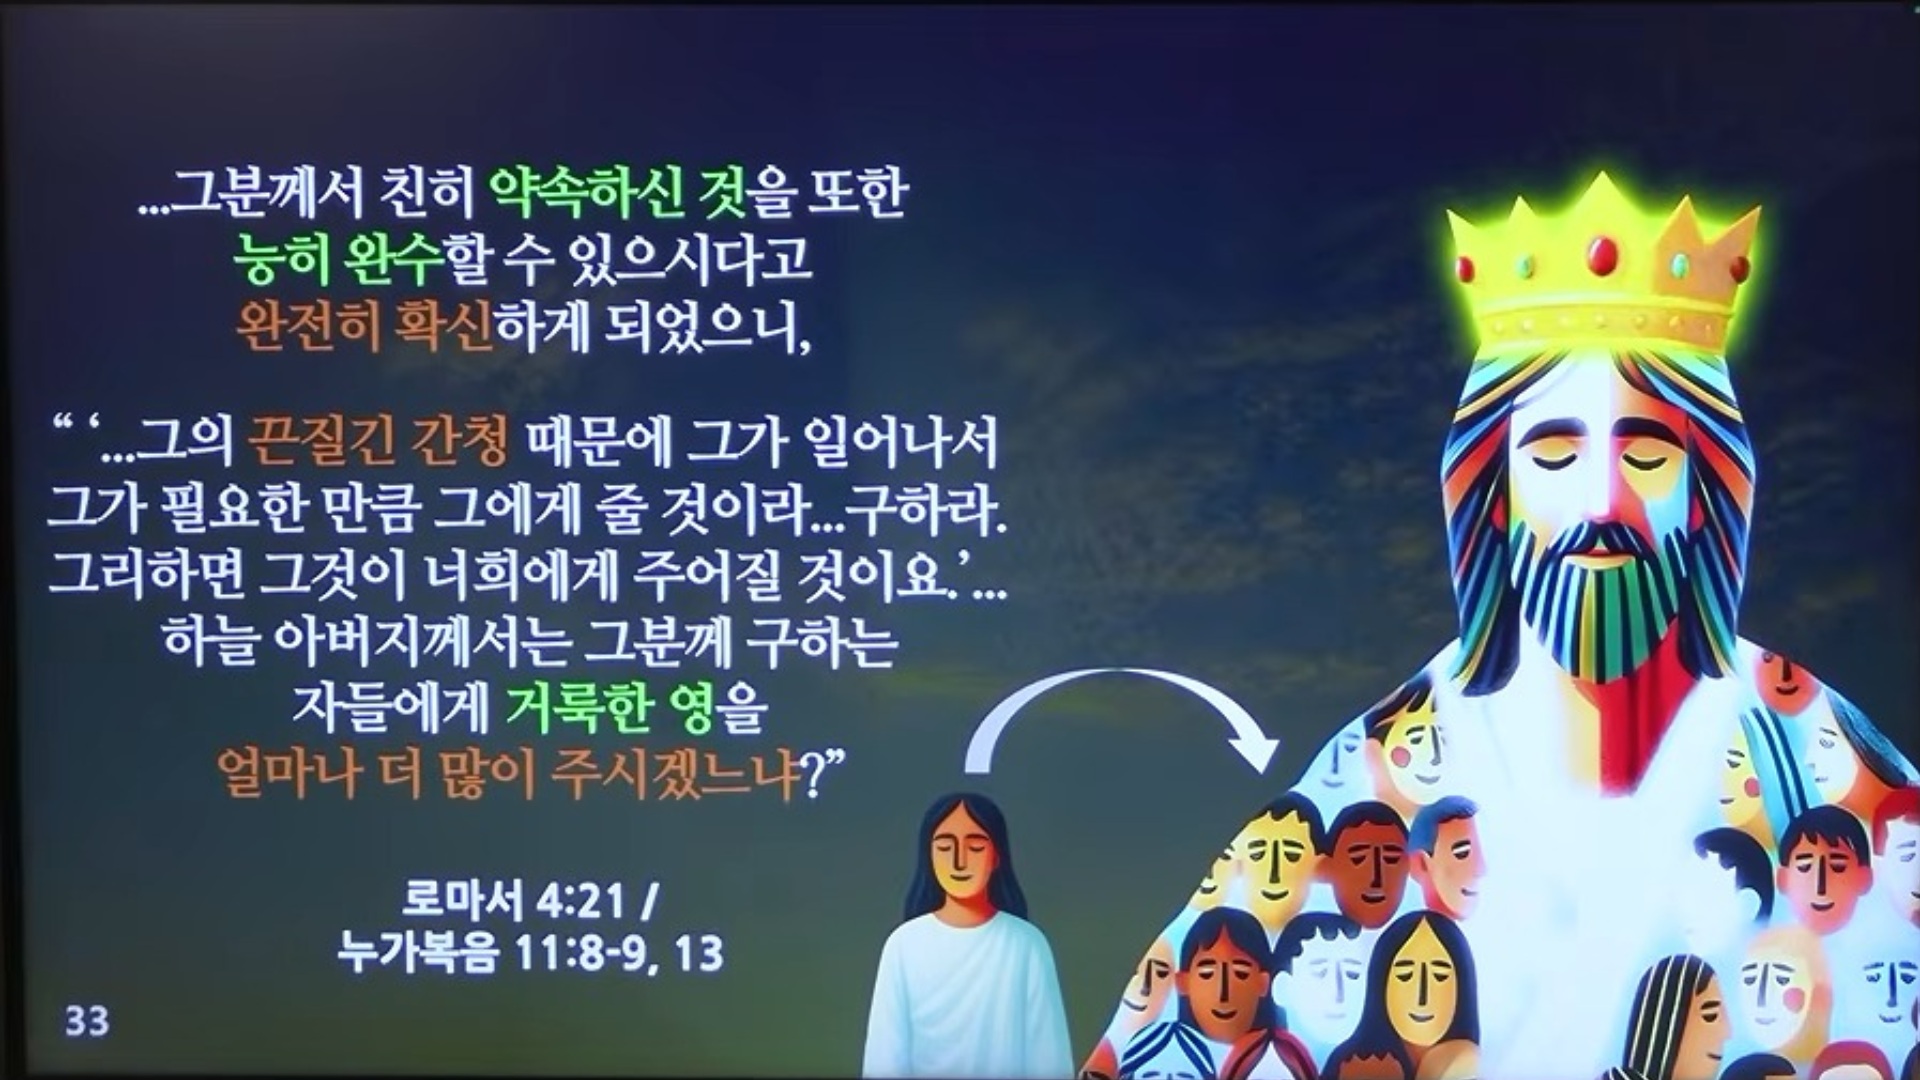 ...그분께서 친히 약속하신 것을 또한
능히 완수할 수 있으시다고
완전히 확신하게 되었으니,
“ ‘...그의 끈질긴 간청 때문에 그가 일어나서
그가 필요한 만큼 그에게 줄 것이라...구하라.
그리하면 그것이 너희에게 주어질 것이요.’...
하늘 아버지께서는 그분께 구하는
자들에게 거룩한 영을
얼마나 더 많이 주시겠느냐?”
로마서 4:21 /
누가복음 11:8-9, 13
33